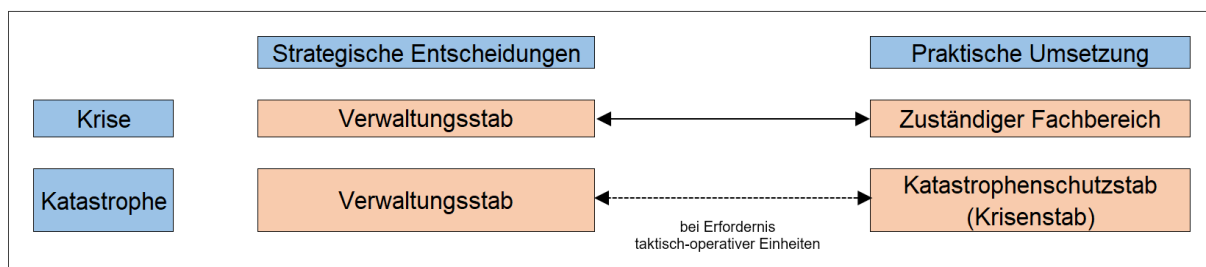 Strategische Entscheidungen
Praktische Umsetzung
Krise
Verwaltungsstab
Zuständiger Fachbereich
Katastrophe
Verwaltungsstab
Katastrophenschutzstab
(Krisenstab)
bei Erfordernis
taktisch-operativer Einheiten